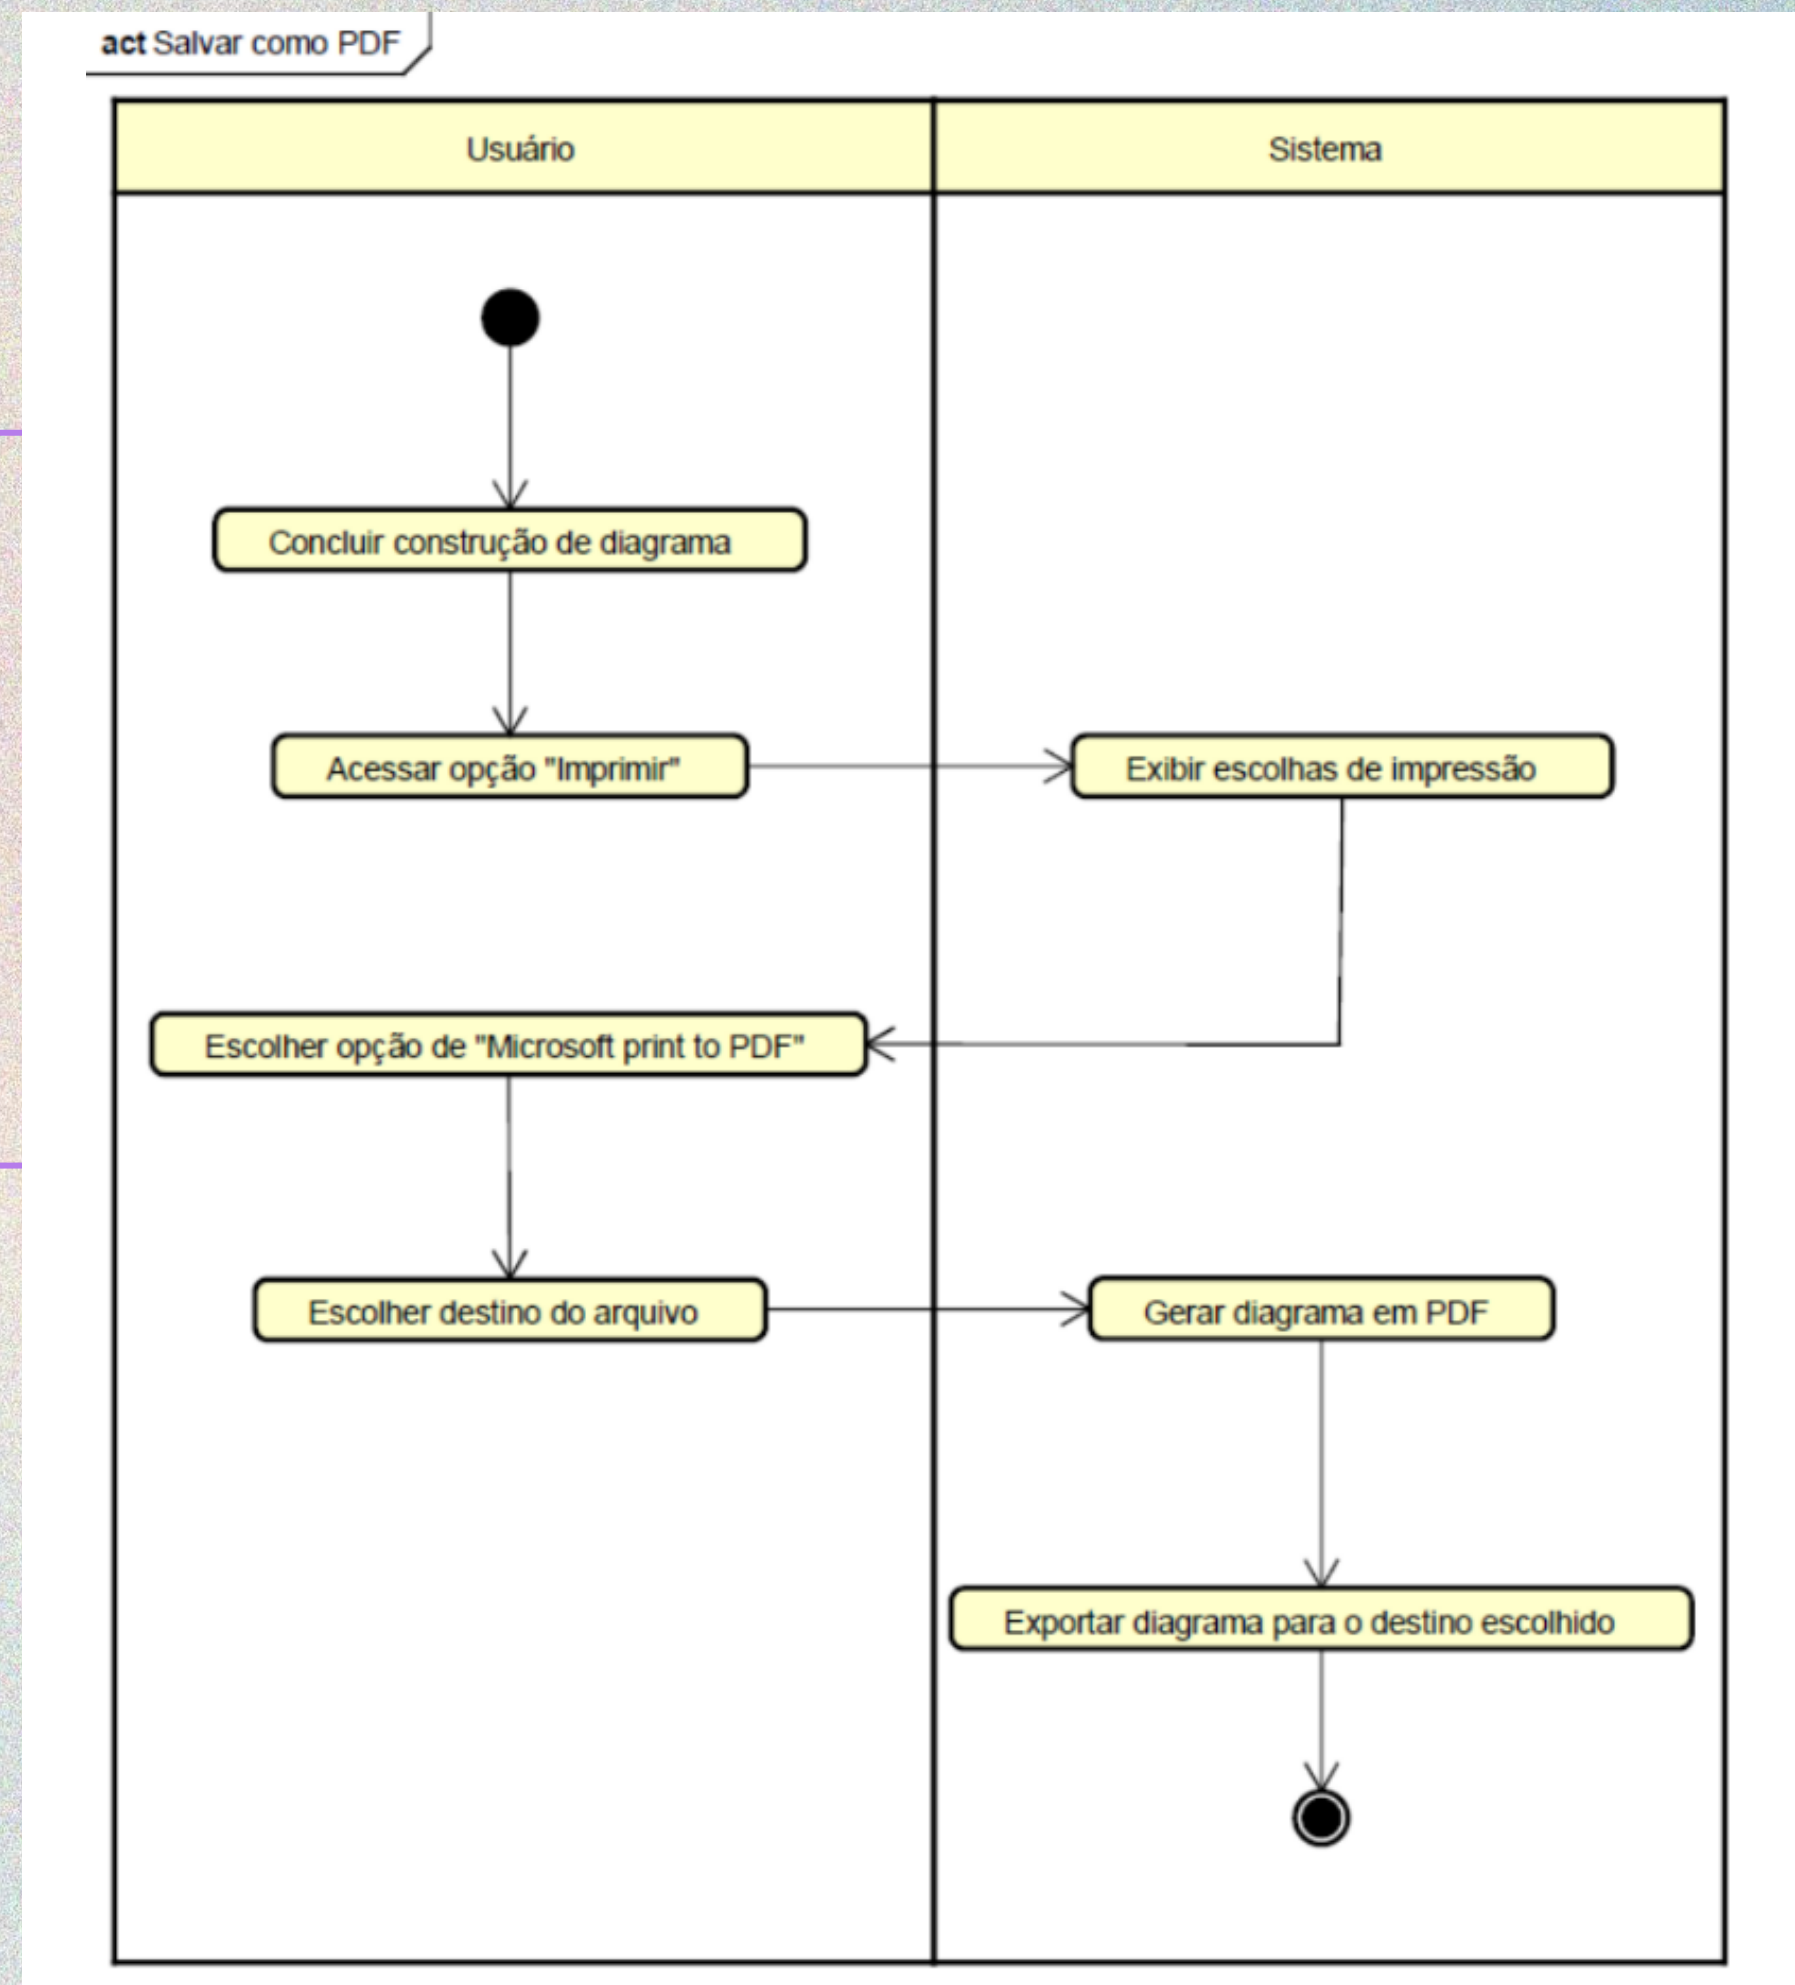 act Salvar como PDF
Usuário
Sistema
Concluir construção de diagrama
Acessar opção "Imprimir"
Exibir escolhas de impressão
Escolher opção de "Microsoft print to PDF"
Escolher destino do arquivo
Gerar diagrama em PDF
Exportar diagrama para o destino escolhido